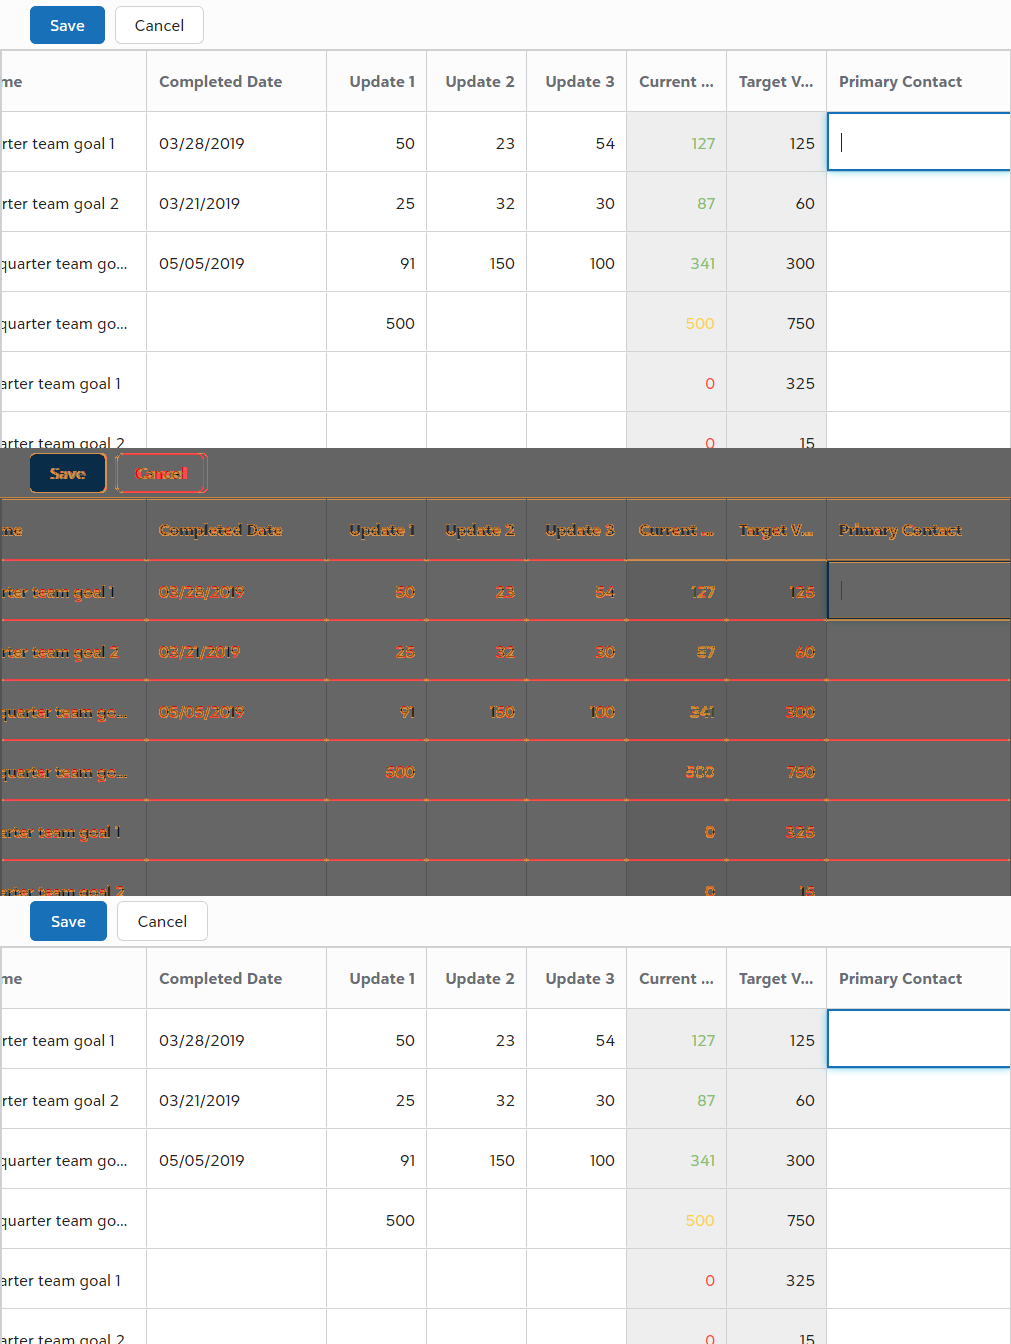 Save Cancel
me Completed Date Update 1 Update 2 Update 3 Current ... Target V... Primary Contact
rter team goal 1 03/28/2019 50 23 54 127 125
rter team goal 2 03/21/2019 25 32 30 87 60
quarter team go... 05/05/2019 91 150 100 341 300
quarter team go... 500 500 750
arter team goal 1 0 325
arter team goal 2 0 15
Save Cancel
me Completed Date Update 1 Update 2 Update 3 Current ... Target V... Primary Contact
rter team goal 1 03/28/2019 50 23 54 127 125
rter team goal 2 03/21/2019 25 32 30 87 60
quarter team go... 05/05/2019 91 150 100 341 300
quarter team go... 500 500 750
arter team goal 1 0 325
arter team goal 2 0 15
Save Cancel
me Completed Date Update 1 Update 2 Update 3 Current ... Target V... Primary Contact
rter team goal 1 03/28/2019 50 23 54 127 125
rter team goal 2 03/21/2019 25 32 30 87 60
quarter team go... 05/05/2019 91 150 100 341 300
quarter team go... 500 500 750
arter team goal 1 0 325
arter team goal 2 0 15